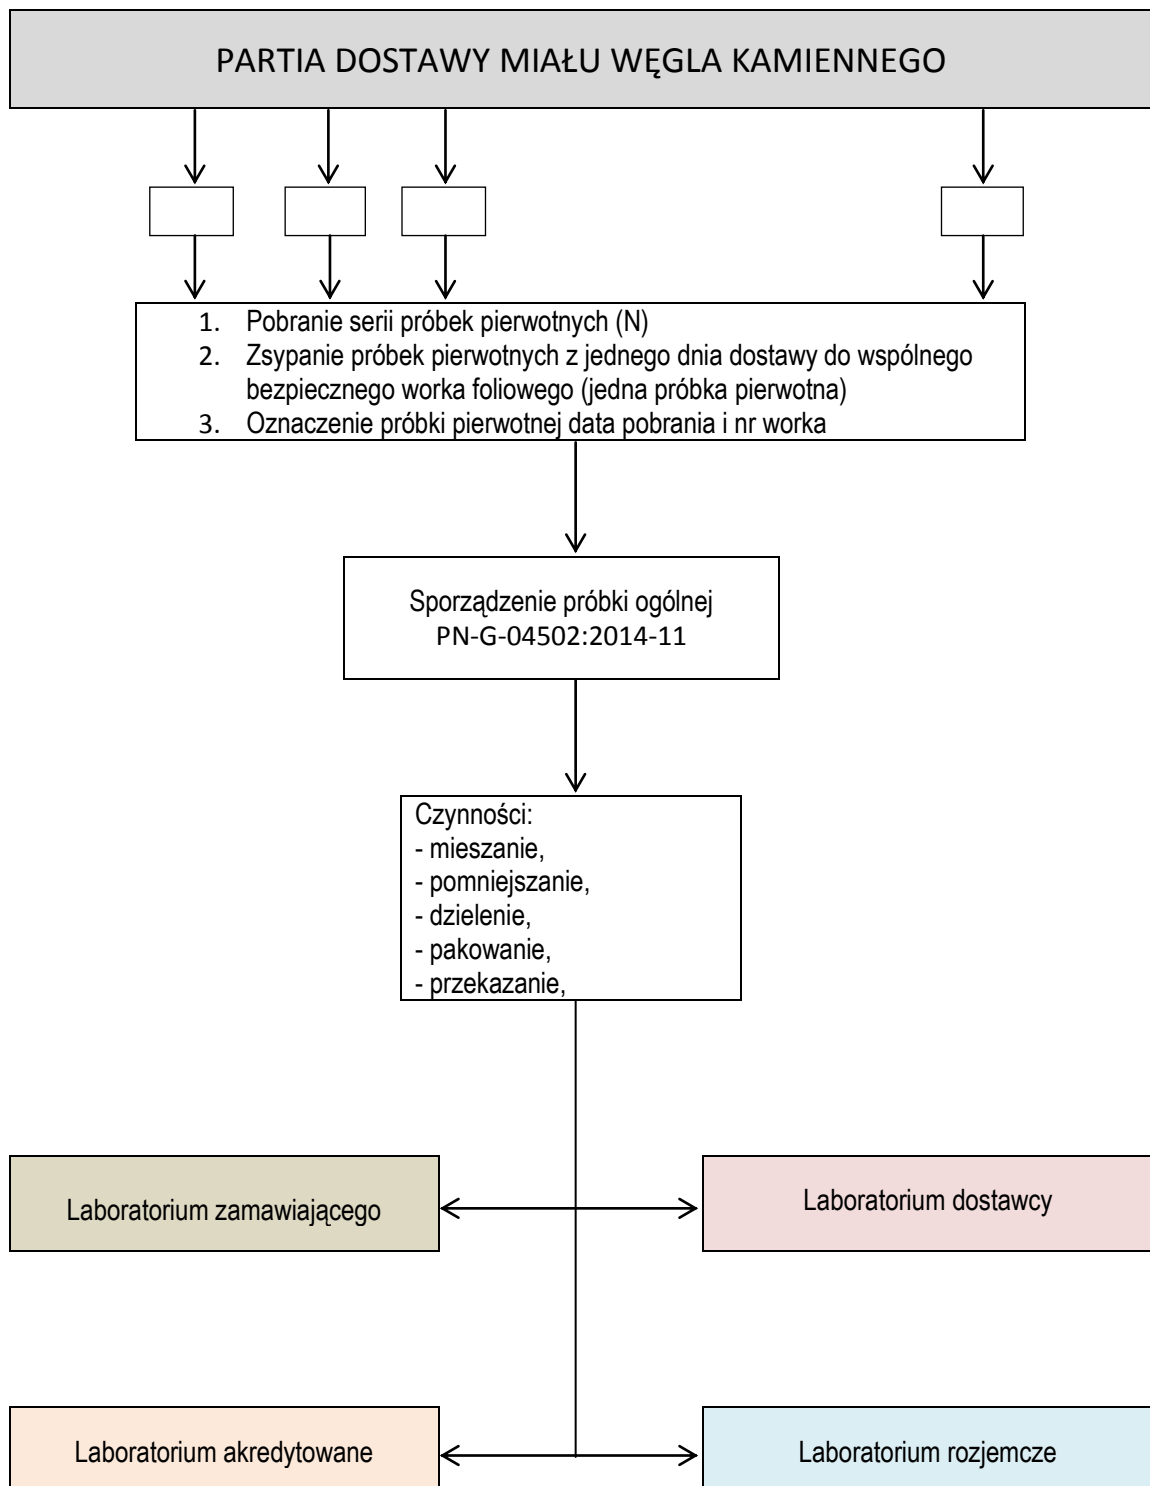 PARTIA DOSTAWY MIAŁU WĘGLA KAMIENNEGO
1. Pobranie serii próbek pierwotnych (N)
2. Zsypanie próbek pierwotnych z jednego dnia dostawy do wspólnego
bezpiecznego worka foliowego (jedna próbka pierwotna)
3. Oznaczenie próbki pierwotnej data pobrania i nr worka
Sporządzenie próbki ogólnej
PN-G-04502:2014-11
Czynności:
- mieszanie,
- pomniejszanie,
- dzielenie,
- pakowanie,
- przekazanie,
Laboratorium zamawiającego
Laboratorium dostawcy
Laboratorium akredytowane
Laboratorium rozjemcze